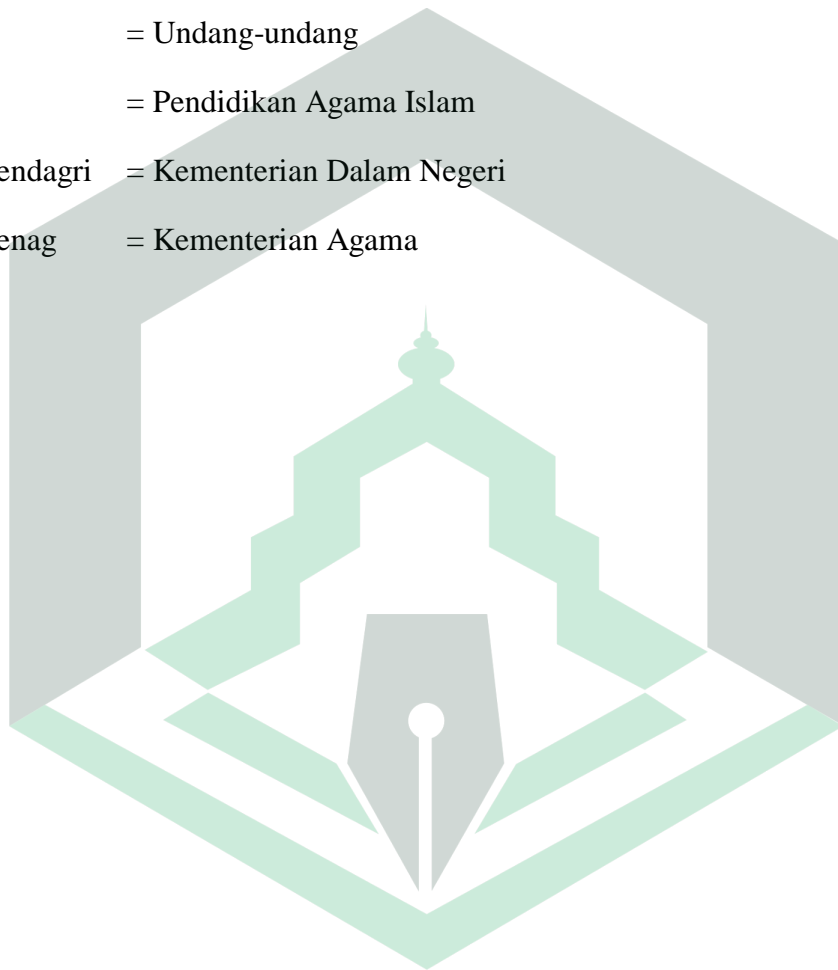 = Undang-undang
= Pendidikan Agama Islam
endagri = Kementerian Dalam Negeri
enag = Kementerian Agama